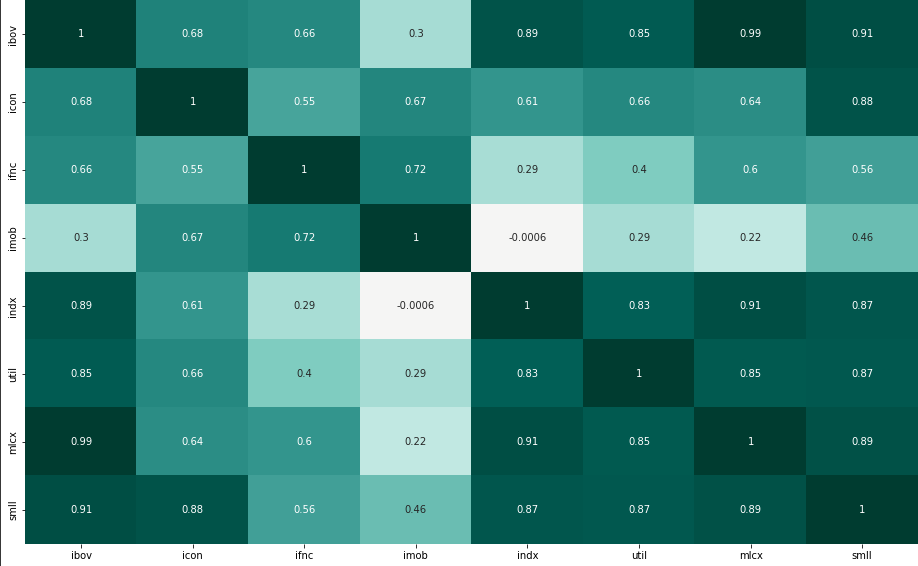 ibov 1 0.68 0.66 0.3 0.89 0.85 0.99 0.91
icon 0.68 1 0.55 0.67 0.61 0.66 0.64 0.88
ifnc 0.66 0.55 1 0.72 0.29 0.4 0.6 0.56
imob 0.3 0.67 0.72 1 -0.0006 0.29 0.22 0.46
indx 0.89 0.61 0.29 -0.0006 1 0.83 0.91 0.87
util 0.85 0.66 0.4 0.29 0.83 1 0.85 0.87
mlcx 0.99 0.64 0.6 0.22 0.91 0.85 1 0.89
smll 0.91 0.88 0.56 0.46 0.87 0.87 0.89 1
ibov icon ifnc imob indx util mlcx smll